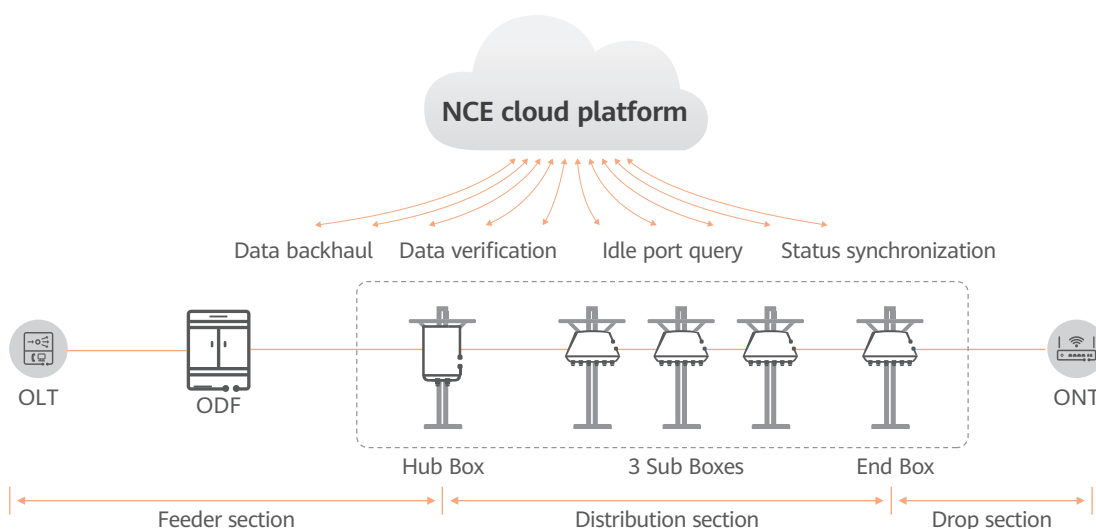 NCE cloud platform
Data backhaul
Data verification
Idle port query
Status synchronization
OLT
ODF
ONT
Hub Box
3 Sub Boxes
End Box
Feeder section
Distribution section
Drop section